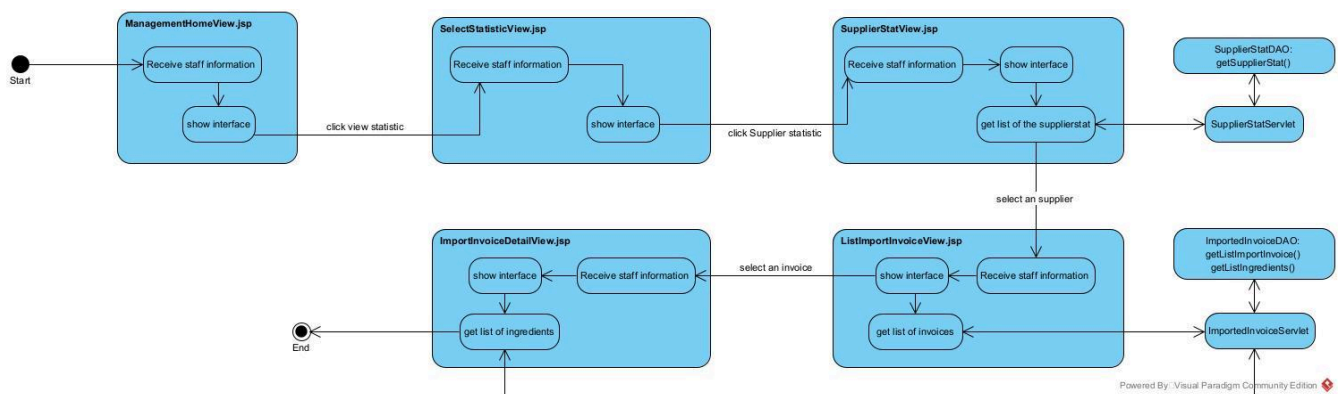 ManagementHomeView.jsp
Receive staff information
show interface
Start
click view statistic
SelectStatisticView.jsp
Receive staff information
show interface
click Supplier statistic
SupplierStatView.jsp
Receive staff information
show interface
get list of the supplierstat
SupplierStatDAO:
getSupplierStat()
SupplierStatServlet
select an supplier
ImportInvoiceDetailView.jsp
show interface
Receive staff information
get list of ingredients
End
select an invoice
ListImportInvoiceView.jsp
show interface
Receive staff information
get list of invoices
ImportedInvoiceDAO:
getListImportInvoice()
getListIngredients()
ImportedInvoiceServlet
Powered By Visual Paradigm Community Edition